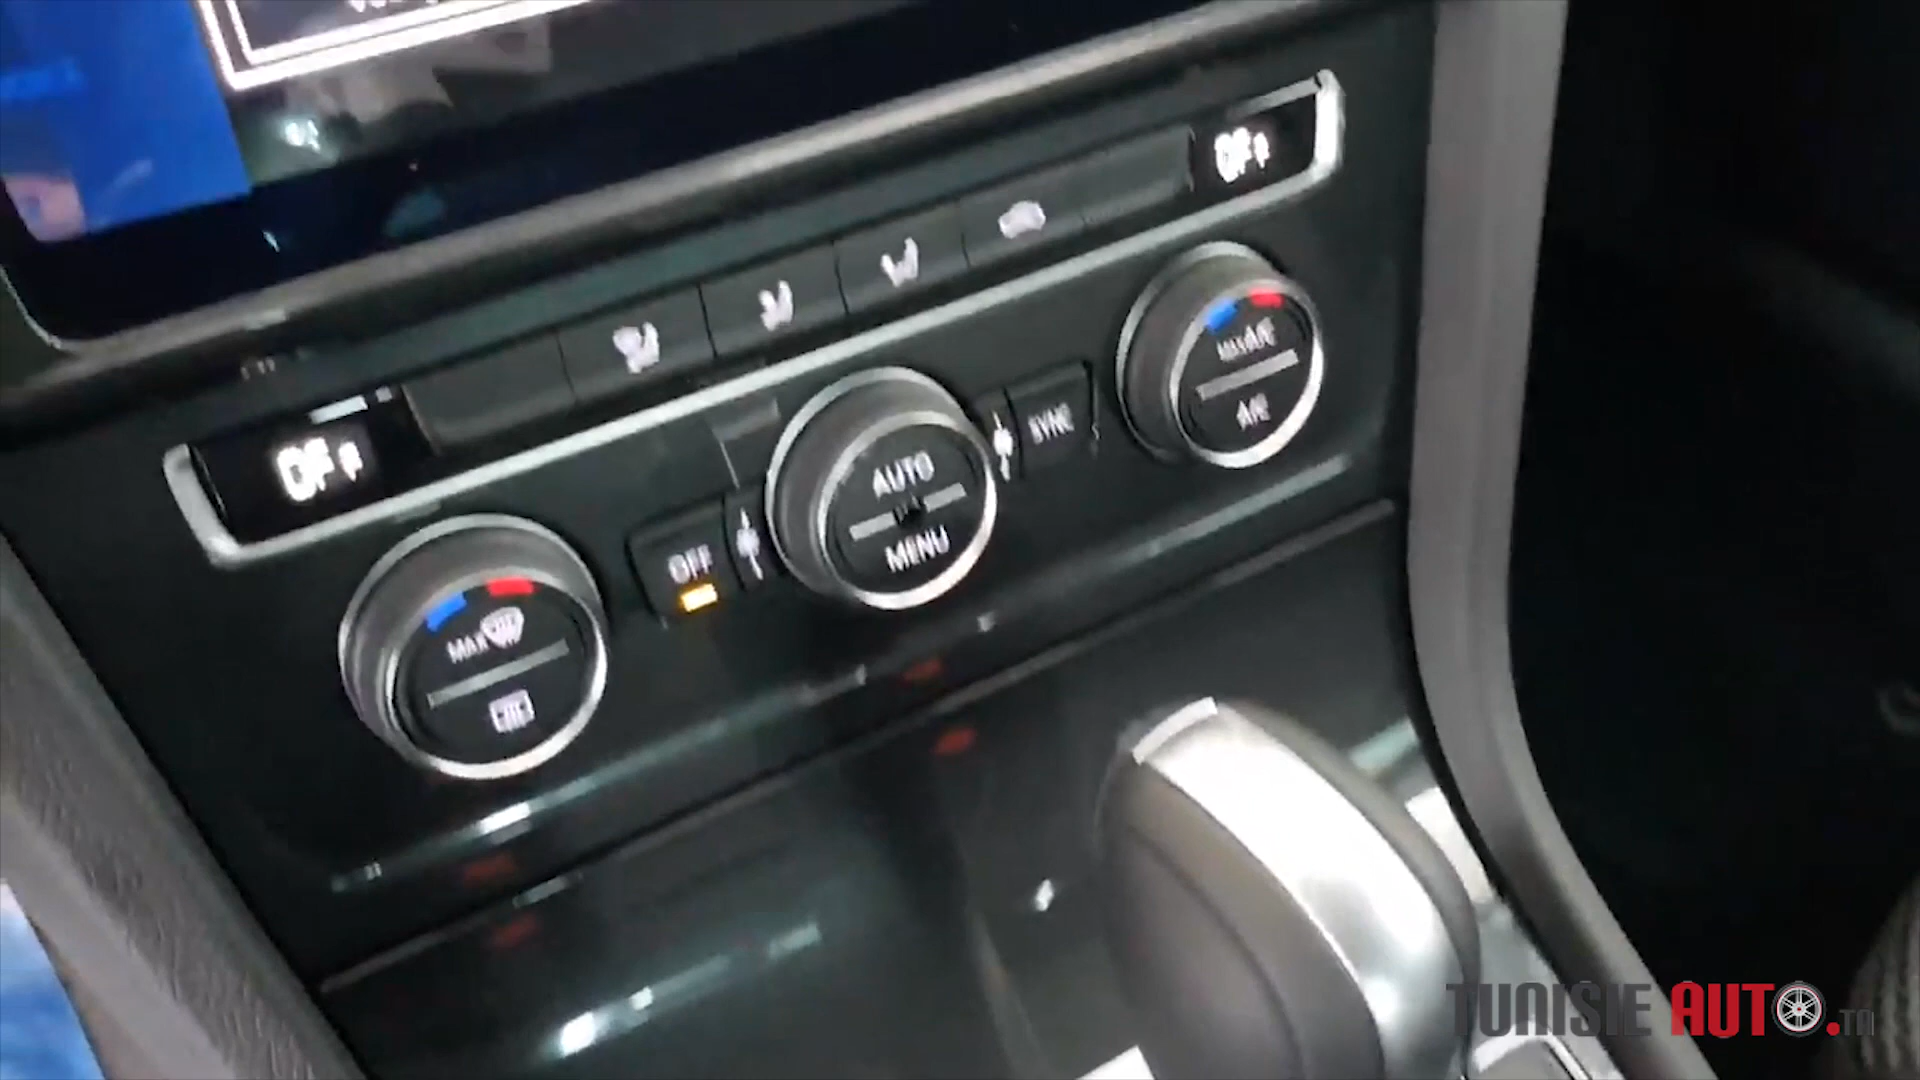 OFF
OFF
AUTO
MENU
SYNC
MAX A/C
A/C
OFF
MAX
TUNISIE AUTO.TN